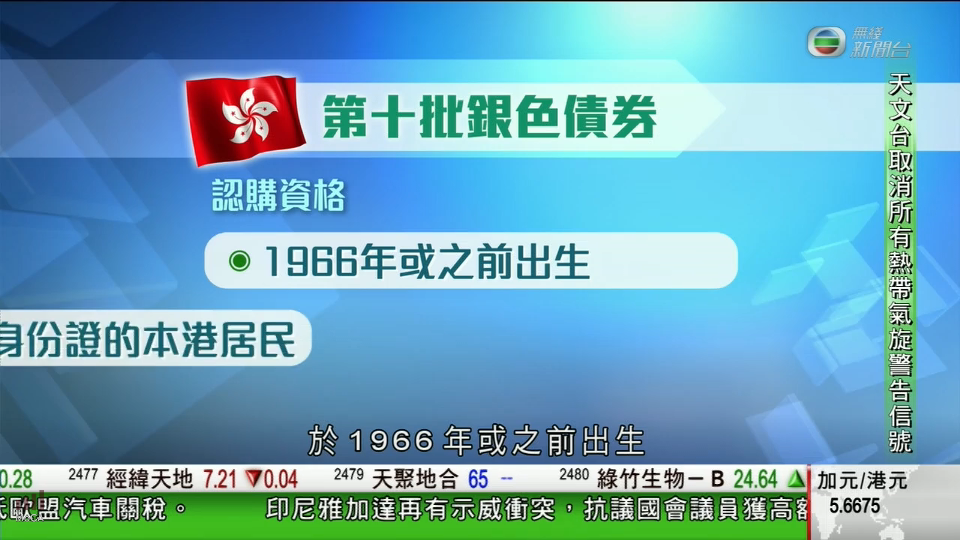 無綫
新聞台
第十批銀色債券
認購資格
1966年或之前出生
身份證的本港居民
天文台取消所有熱帶氣旋警告信號
於1966年或之前出生
0.28 2477 經緯天地 7.21 ▼0.04 2479 天聚地合 65 -- 2480 綠竹生物-B 24.64 ▲
歐盟汽車關稅。 印尼雅加達再有示威衝突，抗議國會議員獲高
加元/港元
5.6675